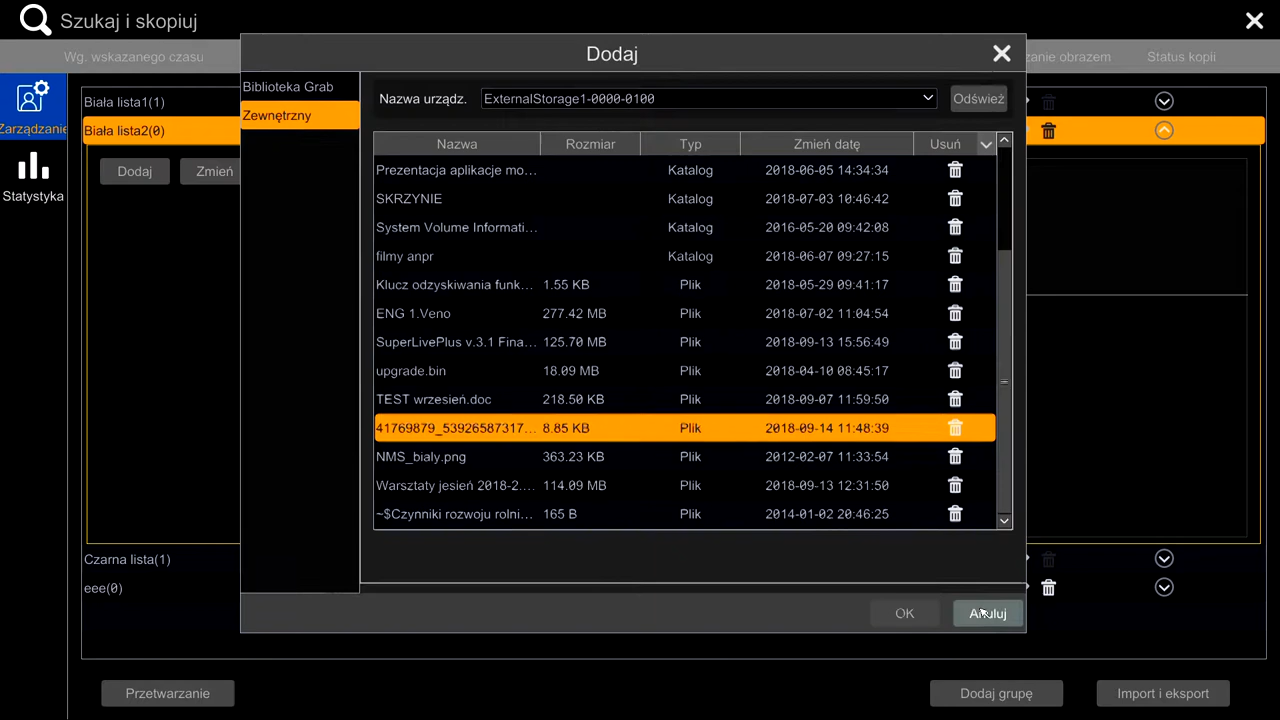 Szukaj i skopiuj
Wg. wskazanego czasu
zanie obrazem
Status kopii
Zarządzanie
Statystyka
Biała lista1(1)
Biała lista2(0)
Dodaj
Zmień
Czarna lista(1)
eee(0)
Przetwarzanie
Dodaj grupę
Import i eksport
Dodaj
Biblioteka Grab
Zewnętrzny
Nazwa urządz.
ExternalStorage1-0000-0100
Odśwież
Nazwa Rozmiar Typ Zmień datę Usuń
Prezentacja aplikacje mo... Katalog 2018-06-05 14:34:34
SKRZYNIE Katalog 2018-07-03 10:46:42
System Volume Informati... Katalog 2016-05-20 09:42:08
filmy anpr Katalog 2018-06-07 09:27:15
Klucz odzyskiwania funk... 1.55 KB Plik 2018-05-29 09:41:17
ENG 1.Veno 277.42 MB Plik 2018-07-02 11:04:54
SuperLivePlus v.3.1 Fina... 125.70 MB Plik 2018-09-13 15:56:49
upgrade.bin 18.09 MB Plik 2018-04-10 08:45:17
TEST wrzesień.doc 218.50 KB Plik 2018-09-07 11:59:50
41769879_53926587317... 8.85 KB Plik 2018-09-14 11:48:39
NMS_bialy.png 363.23 KB Plik 2012-02-07 11:33:54
Warsztaty jesień 2018-2.... 114.09 MB Plik 2018-09-13 12:31:50
~$Czynniki rozwoju rolni... 165 B Plik 2014-01-02 20:46:25
OK
Anuluj